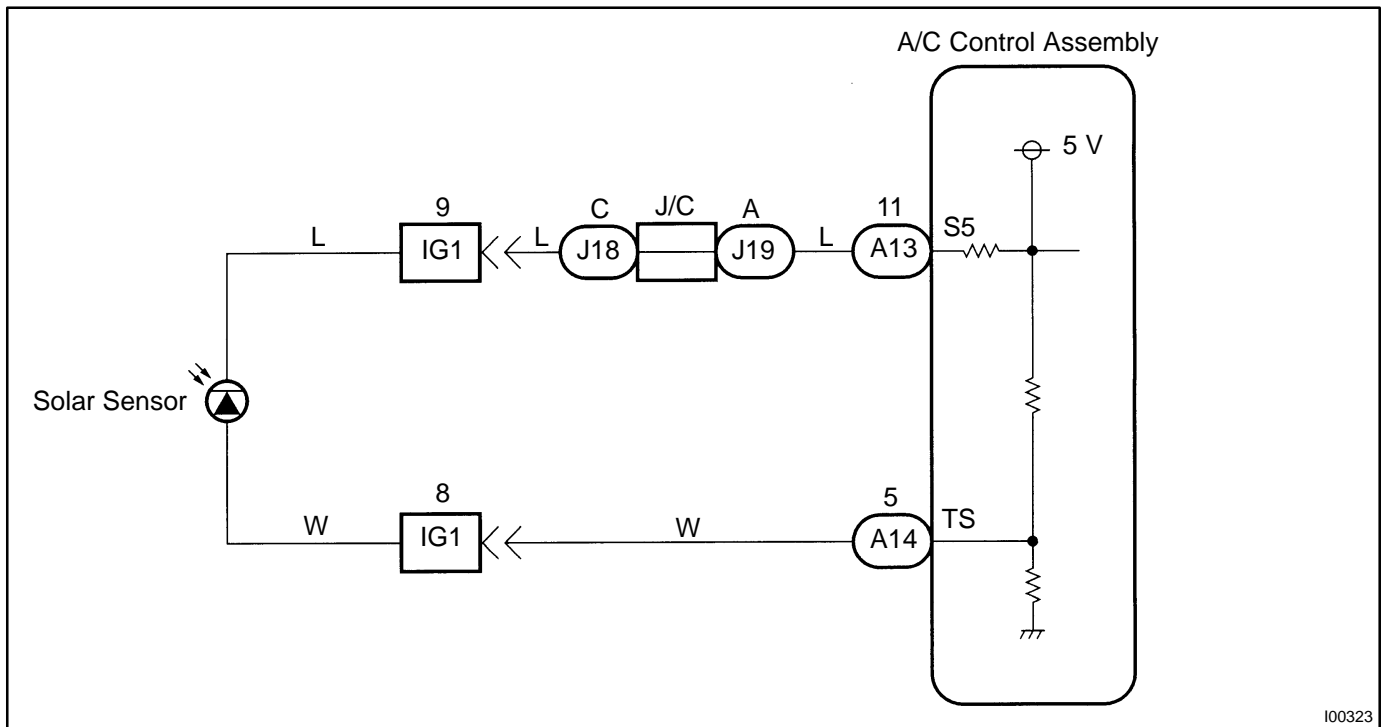 A/C Control Assembly
5 V
9
C
J/C
A
11
S5
L
IG1
L
J18
J19
L
A13
Solar Sensor
8
5
TS
W
IG1
W
A14
I00323